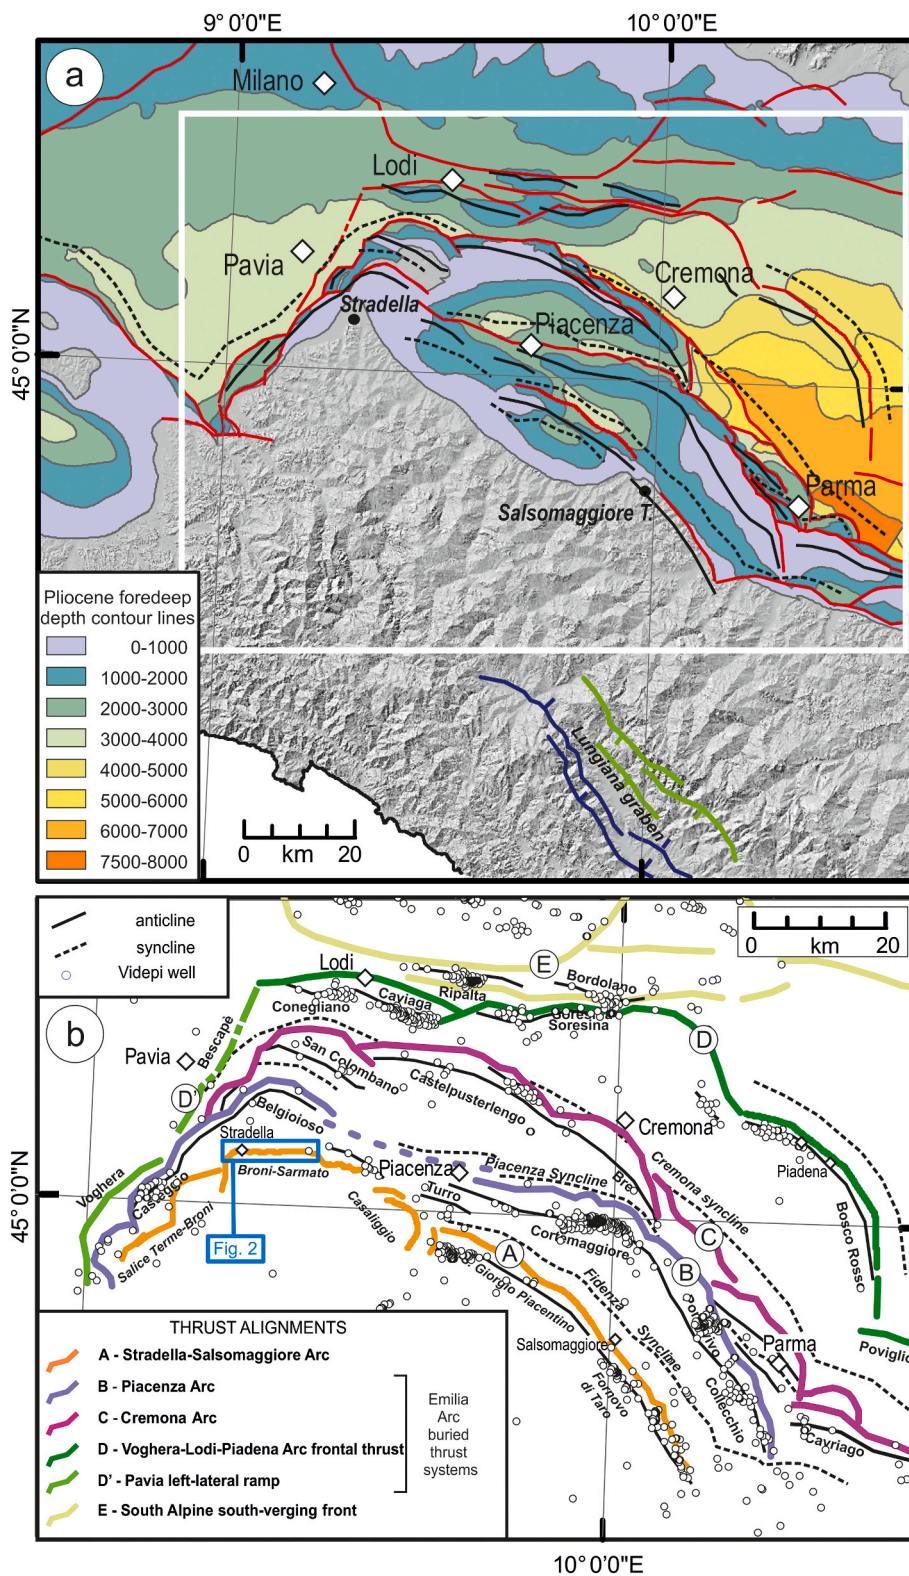 9° 0'0"E
10° 0'0"E
a
Milano
Lodi
Pavia
Cremona
Stradella
Piacenza
45° 0'0"N
Parma
Salsomaggiore T.
Pliocene foredeep
depth contour lines
0-1000
1000-2000
2000-3000
3000-4000
4000-5000
5000-6000
6000-7000
7500-8000
Lungiana graben
0 20
km
anticline
syncline
Videpi well
0 20
km
b
Lodi
E
Bordolano
Ripalta
Caviaga
Conegliano
Soresina
D
Bescapè
Pavia
San Colombano
Castelpusterlengo
D'
Belgioioso
Stradella
Cremona
Piadena
Piacenza
Piacenza Syncline
Bra
Cremona syncline
Broni-Sarmato
Voghera
Casteggio
Turro
45° 0'0"N
Casaliggio
Salice Terme-Broni
Fig. 2
Cortemaggiore
A
C
B
Bosco Rosso
S. Giorgio Piacentino
Fidenza
Syncline
Salsomaggiore
Parma
Poviglio
Fornovo
di Taro
Collecchio
Cavriago
THRUST ALIGNMENTS
A - Stradella-Salsomaggiore Arc
B - Piacenza Arc
C - Cremona Arc
D - Voghera-Lodi-Piadena Arc frontal thrust
D' - Pavia left-lateral ramp
E - South Alpine south-verging front
Emilia
Arc
buried
thrust
systems
10° 0'0"E